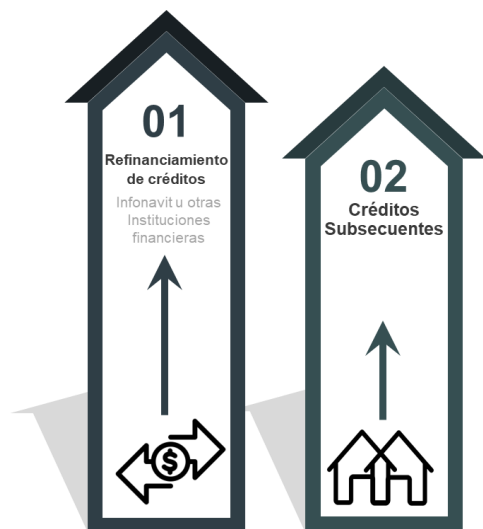 01
Refinanciamiento
de créditos
Infonavit u otras
Instituciones
financieras
$
02
Créditos
Subsecuentes